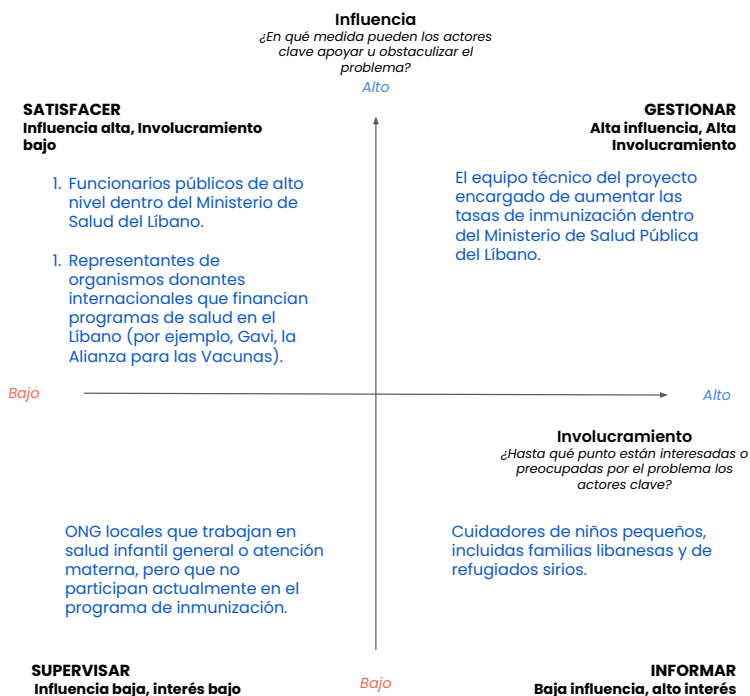 Influencia
¿En qué medida pueden los actores
clave apoyar u obstaculizar el
problema?
Alto
SATISFACER
Influencia alta, Involucramiento
bajo
GESTIONAR
Alta influencia, Alta
Involucramiento
1. Funcionarios públicos de alto
nivel dentro del Ministerio de
Salud del Líbano.
1. Representantes de
organismos donantes
internacionales que financian
programas de salud en el
Líbano (por ejemplo, Gavi, la
Alianza para las Vacunas).
El equipo técnico del proyecto
encargado de aumentar las
tasas de inmunización dentro
del Ministerio de Salud Pública
del Líbano.
Bajo
Alto
Involucramiento
¿Hasta qué punto están interesadas o
preocupadas por el problema los
actores clave?
ONG locales que trabajan en
salud infantil general o atención
materna, pero que no
participan actualmente en el
programa de inmunización.
Cuidadores de niños pequeños,
incluidas familias libanesas y de
refugiados sirios.
SUPERVISAR
Influencia baja, interés bajo
Bajo
INFORMAR
Baja influencia, alto interés